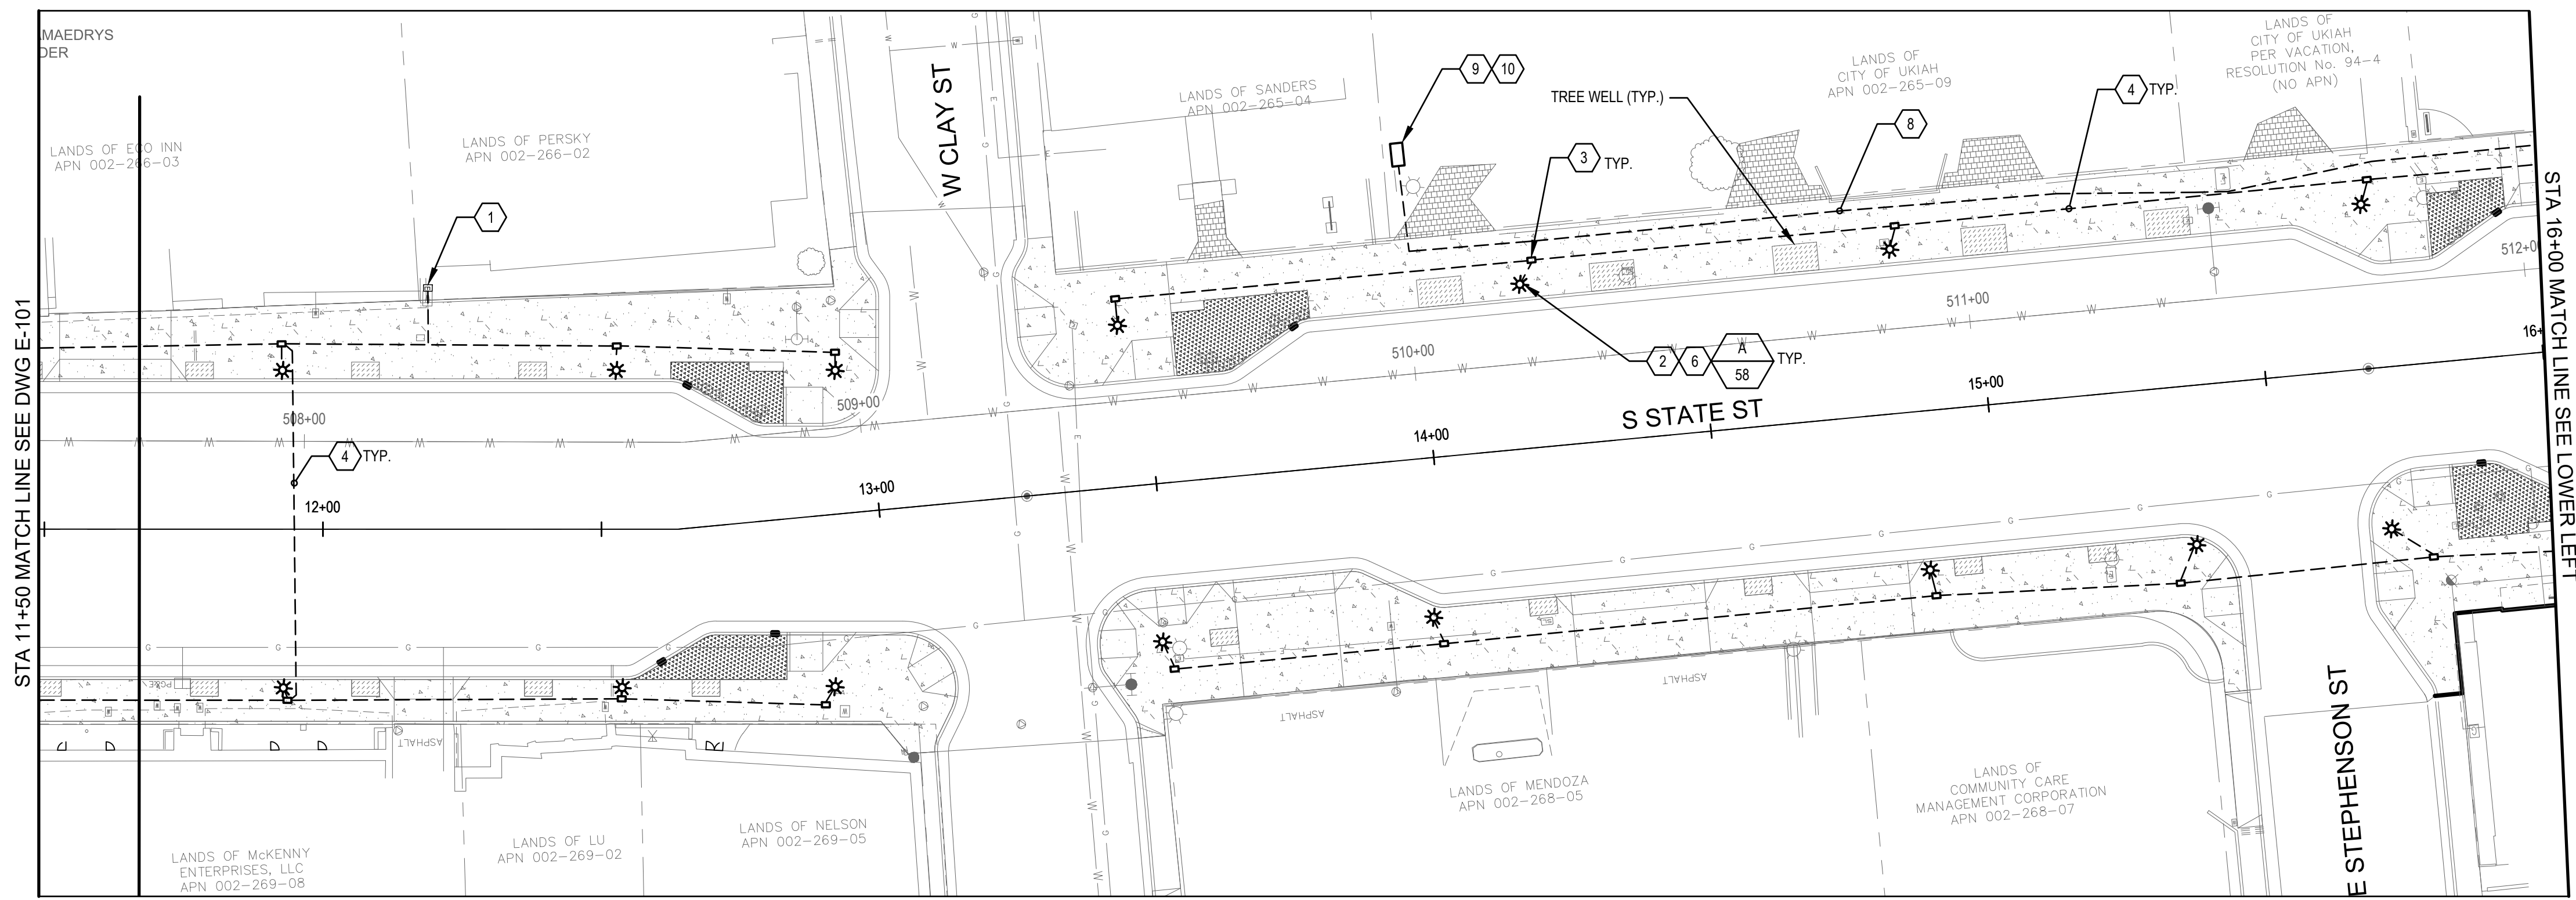 .MAEDRYS
DER
LANDS OF ECO INN
APN 002-266-03
LANDS OF PERSKY
APN 002-266-02
1
W CLAY ST
LANDS OF SANDERS
APN 002-265-04
9 10
TREE WELL (TYP.)
3 TYP.
LANDS OF
CITY OF UKIAH
APN 002-265-09
8
4 TYP.
LANDS OF
CITY OF UKIAH
PER VACATION,
RESOLUTION No. 94-4
(NO APN)
STA 11+50 MATCH LINE SEE DWG E-101
STA 16+00 MATCH LINE SEE LOWER LEFT
508+00
509+00
510+00
511+00
512+0
2 6 A
58
TYP.
S STATE ST
4 TYP.
12+00
13+00
14+00
15+00
16+
PG&E
ASPHALT
ASPHALT
ASPHALT
LANDS OF McKENNY
ENTERPRISES, LLC
APN 002-269-08
LANDS OF LU
APN 002-269-02
LANDS OF NELSON
APN 002-269-05
LANDS OF MENDOZA
APN 002-268-05
LANDS OF
COMMUNITY CARE
MANAGEMENT CORPORATION
APN 002-268-07
E STEPHENSON ST